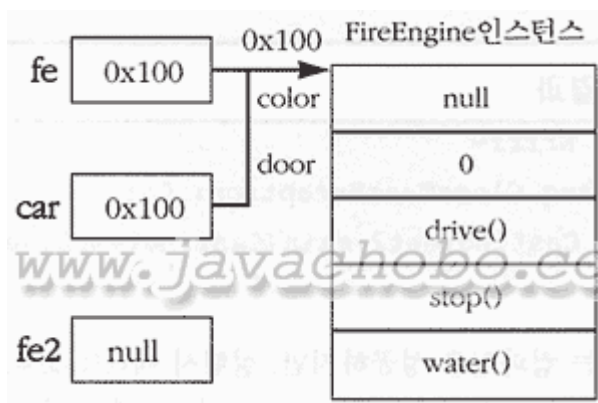 0x100 FireEngine인스턴스
fe 0x100
color null
door 0
car 0x100
drive()
www.javachobo.co
stop()
fe2 null
water()